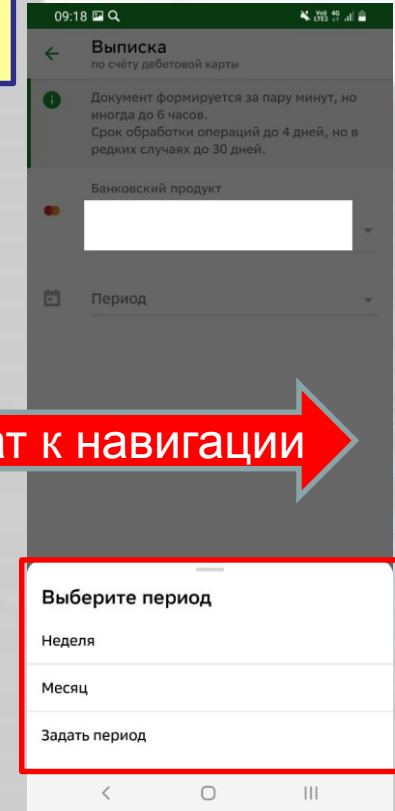 09:18
Выписка
по счёту дебетовой карты
Документ формируется за пару минут, но
иногда до 6 часов.
Срок обработки операций до 4 дней, но в
редких случаях до 30 дней.
Банковский продукт
Период
ат к навигации
Выберите период
Неделя
Месяц
Задать период